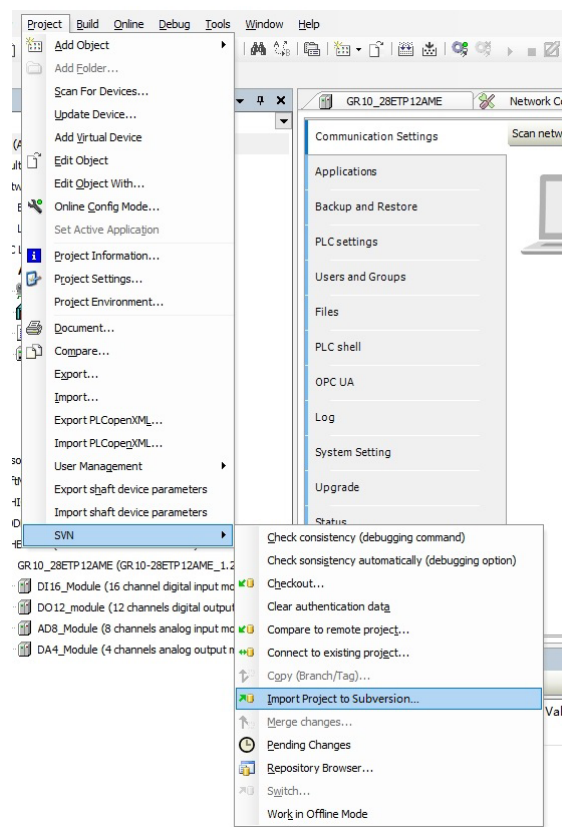 Project Build Online Debug Tools Window Help
Add Object
Add Folder...
Scan For Devices...
Update Device...
Add Virtual Device
Edit Object
Edit Object With...
Online Config Mode...
Set Active Application
Project Information...
Project Settings...
Project Environment...
Document...
Compare...
Export...
Import...
Export PLCopenXML...
Import PLCopenXML...
User Management
Export shaft device parameters
Import shaft device parameters
SVN
GR10_28ETP12AME (GR10-28ETP12AME_1.2
DI16_Module (16 channel digital input mo
DO12_module (12 channels digital output
AD8_Module (8 channels analog input mo
DA4_Module (4 channels analog output m
GR10_28ETP12AME
Network Co
Communication Settings
Scan netw
Applications
Backup and Restore
PLC settings
Users and Groups
Files
PLC shell
OPC UA
Log
System Setting
Upgrade
Status
Check consistency (debugging command)
Check sonsigtency automatically (debugging option)
Checkout...
Clear authentication data
Compare to remote project...
Connect to existing project...
Copy (Branch/Tag)...
Import Project to Subversion...
Merge changes...
Pending Changes
Repository Browser...
Switch...
Work in Offline Mode
Val